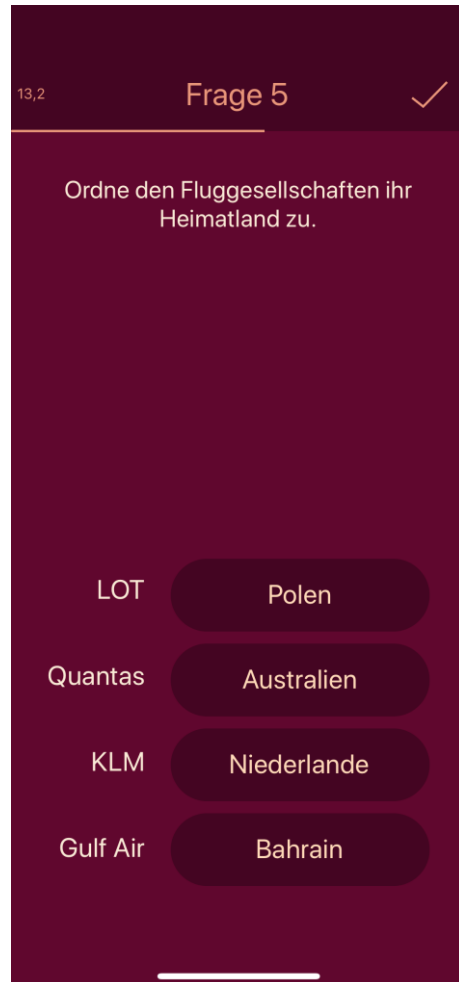 13,2
Frage 5
Ordne den Fluggesellschaften ihr
Heimatland zu.
LOT
Polen
Quantas
Australien
KLM
Niederlande
Gulf Air
Bahrain